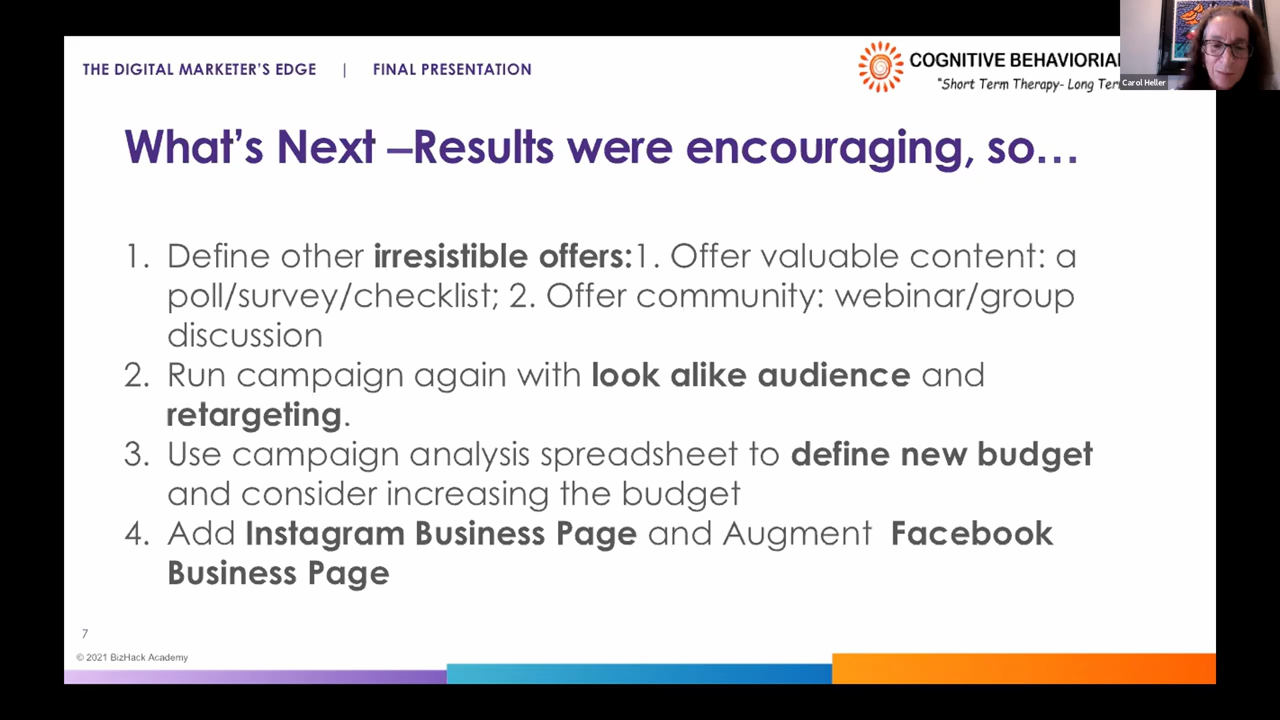 THE DIGITAL MARKETER'S EDGE | FINAL PRESENTATION
COGNITIVE BEHAVIORIAL
"Short Term Therapy- Long
Carol Heller
What's Next –Results were encouraging, so…
1. Define other irresistible offers:1. Offer valuable content: a
poll/survey/checklist; 2. Offer community: webinar/group
discussion
2. Run campaign again with look alike audience and
retargeting.
3. Use campaign analysis spreadsheet to define new budget
and consider increasing the budget
4. Add Instagram Business Page and Augment Facebook
Business Page
7
© 2021 BizHack Academy